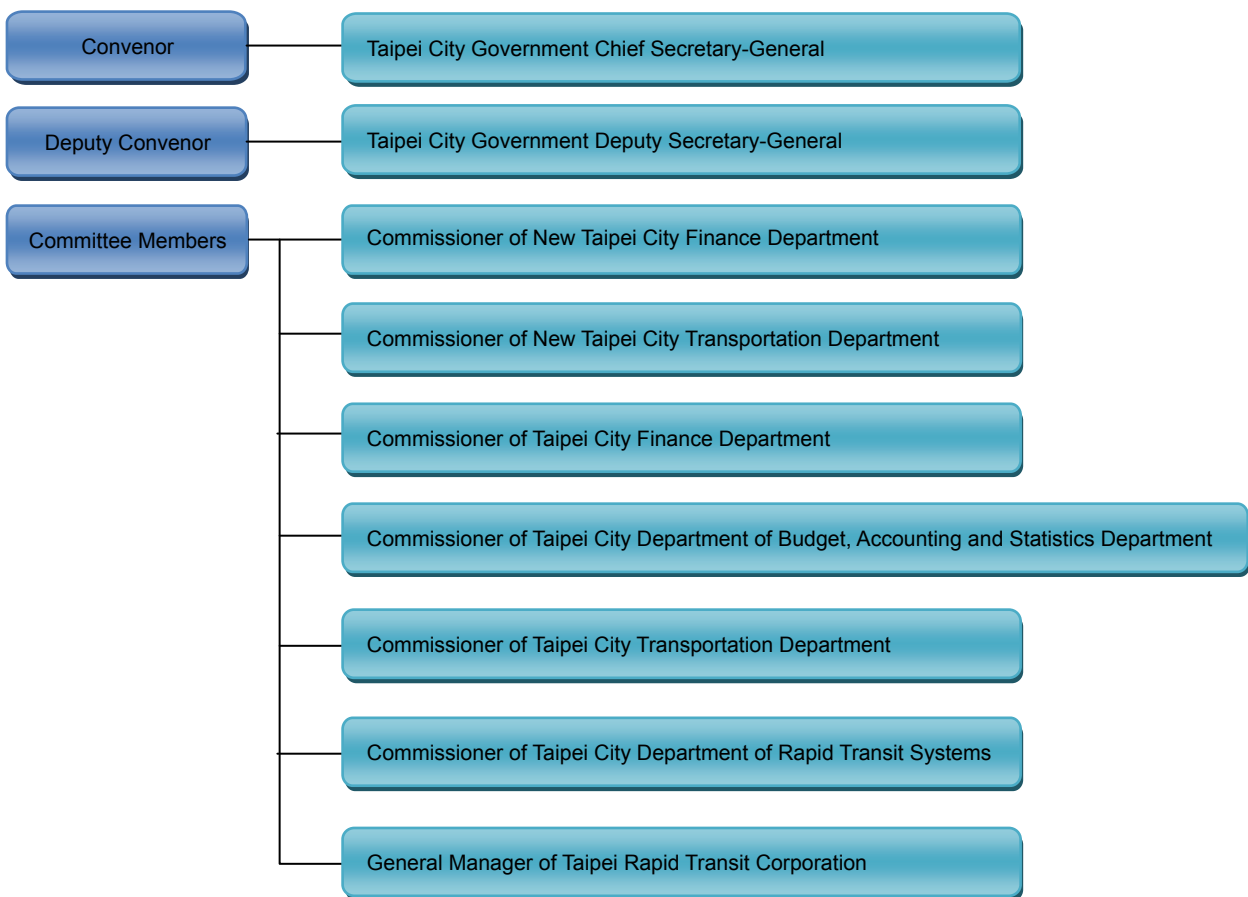 Convenor
Taipei City Government Chief Secretary-General
Deputy Convenor
Taipei City Government Deputy Secretary-General
Committee Members
Commissioner of New Taipei City Finance Department
Commissioner of New Taipei City Transportation Department
Commissioner of Taipei City Finance Department
Commissioner of Taipei City Department of Budget, Accounting and Statistics Department
Commissioner of Taipei City Transportation Department
Commissioner of Taipei City Department of Rapid Transit Systems
General Manager of Taipei Rapid Transit Corporation